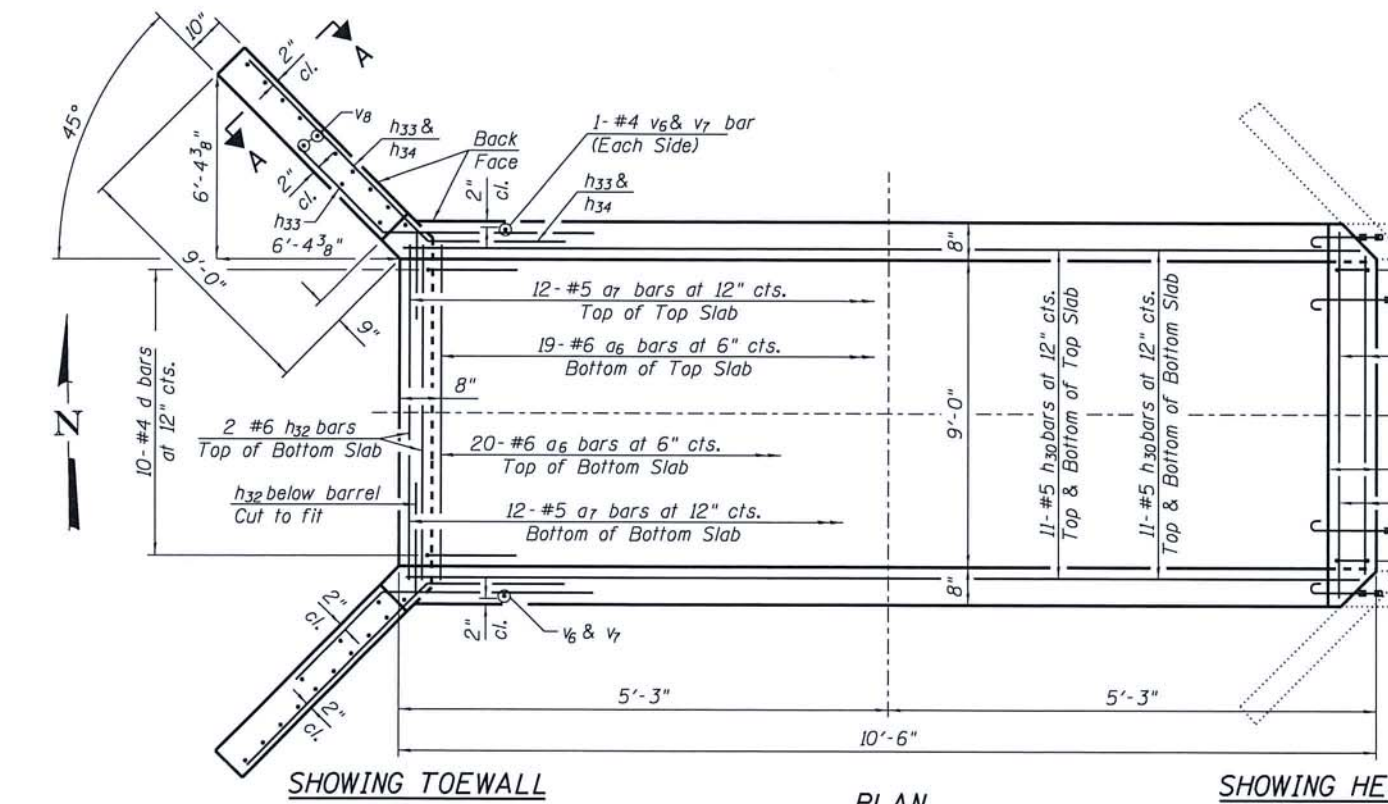 10"
2"
cl.
A
45°
v8
h33 &
h34
Back
Face
1- #4 v6 & v7 bar
(Each Side)
2"
cl.
h33 &
h34
A
6'-4 3/8"
2"
cl.
h33
6'-4 3/8"
9'-0"
9"
8"
12- #5 a7 bars at 12" cts.
Top of Top Slab
19- #6 a6 bars at 6" cts.
Bottom of Top Slab
8"
N
10- #4 d bars
at 12" cts.
2 #6 h32 bars
Top of Bottom Slab
20- #6 a6 bars at 6" cts.
Top of Bottom Slab
h32 below barrel
Cut to fit
12- #5 a7 bars at 12" cts.
Bottom of Bottom Slab
9'-0"
11- #5 h30 bars at 12" cts.
Top & Bottom of Top Slab
11- #5 h30 bars at 12" cts.
Top & Bottom of Bottom Slab
8"
2"
cl.
2"
cl.
v6 & v7
2"
cl.
5'-3"
5'-3"
10'-6"
SHOWING TOEWALL
PLAN
SHOWING HE